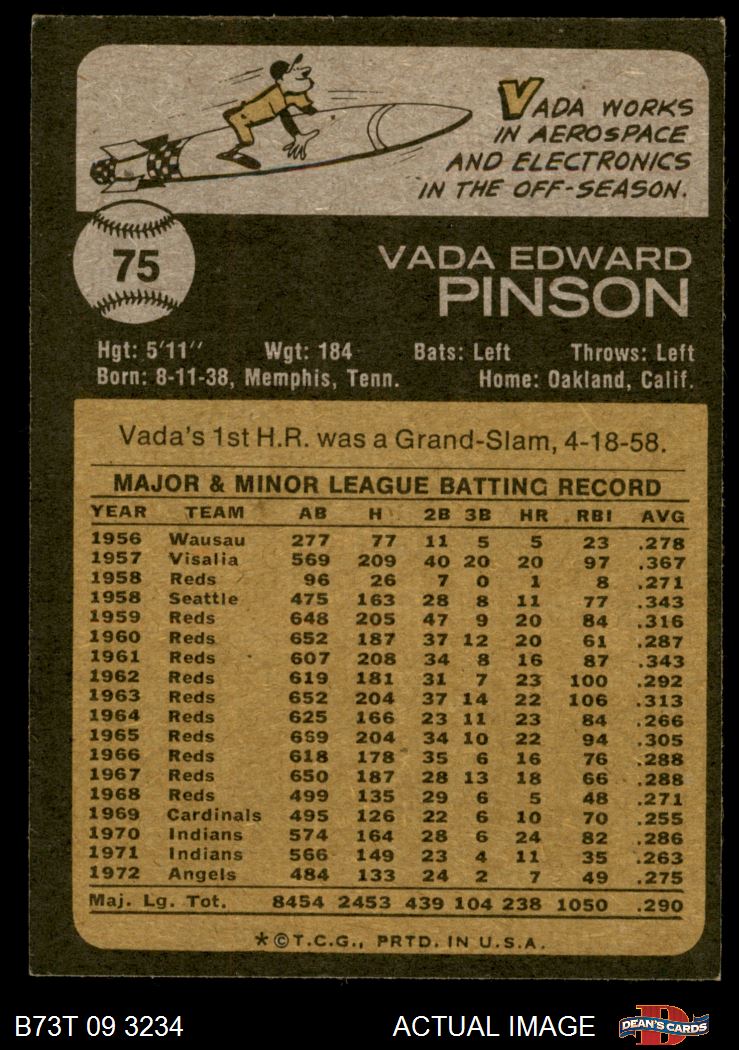 VADA WORKS
IN AEROSPACE
AND ELECTRONICS
IN THE OFF-SEASON.
75
VADA EDWARD
PINSON
Hgt: 5'11" Wgt: 184 Bats: Left Throws: Left
Born: 8-11-38, Memphis, Tenn. Home: Oakland, Calif.
Vada's 1st H.R. was a Grand-Slam, 4-18-58.
MAJOR & MINOR LEAGUE BATTING RECORD
YEAR TEAM AB H 2B 3B HR RBI AVG
1956 Wausau 277 77 11 5 5 23 .278
1957 Visalia 569 209 40 20 20 97 .367
1958 Reds 96 26 7 0 1 8 .271
1958 Seattle 475 163 28 8 11 77 .343
1959 Reds 648 205 47 9 20 84 .316
1960 Reds 652 187 37 12 20 61 .287
1961 Reds 607 208 34 8 16 87 .343
1962 Reds 619 181 31 7 23 100 .292
1963 Reds 652 204 37 14 22 106 .313
1964 Reds 625 166 23 11 23 84 .266
1965 Reds 669 204 34 10 22 94 .305
1966 Reds 618 178 35 6 16 76 .288
1967 Reds 650 187 28 13 18 66 .288
1968 Reds 499 135 29 6 5 48 .271
1969 Cardinals 495 126 22 6 10 70 .255
1970 Indians 574 164 28 6 24 82 .286
1971 Indians 566 149 23 4 11 35 .263
1972 Angels 484 133 24 2 7 49 .275
Maj. Lg. Tot. 8454 2453 439 104 238 1050 .290
*©T.C.G., PRTD. IN U.S.A.
B73T 09 3234 ACTUAL IMAGE
D
DEAN'S CARDS